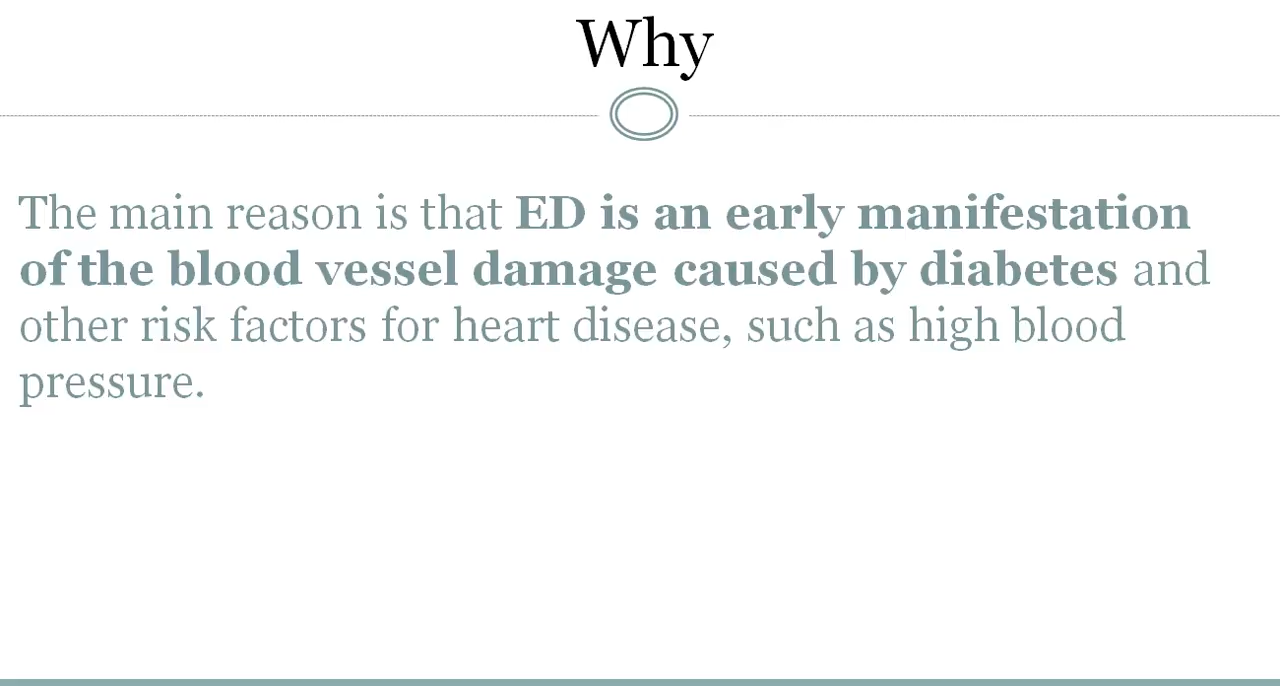 Why
The main reason is that ED is an early manifestation
of the blood vessel damage caused by diabetes and
other risk factors for heart disease, such as high blood
pressure.